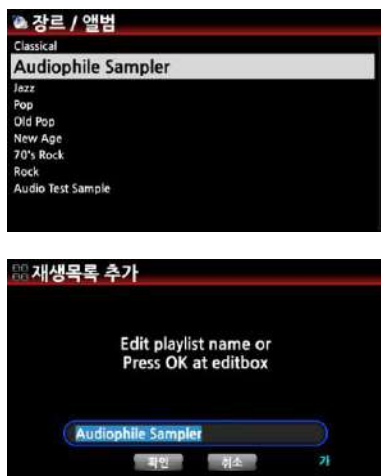 장르 / 앨범
Classical
Audiophile Sampler
Jazz
Pop
Old Pop
New Age
70's Rock
Rock
Audio Test Sample
재생목록 추가
Edit playlist name or
Press OK at editbox
Audiophile Sampler
확인 취소 가